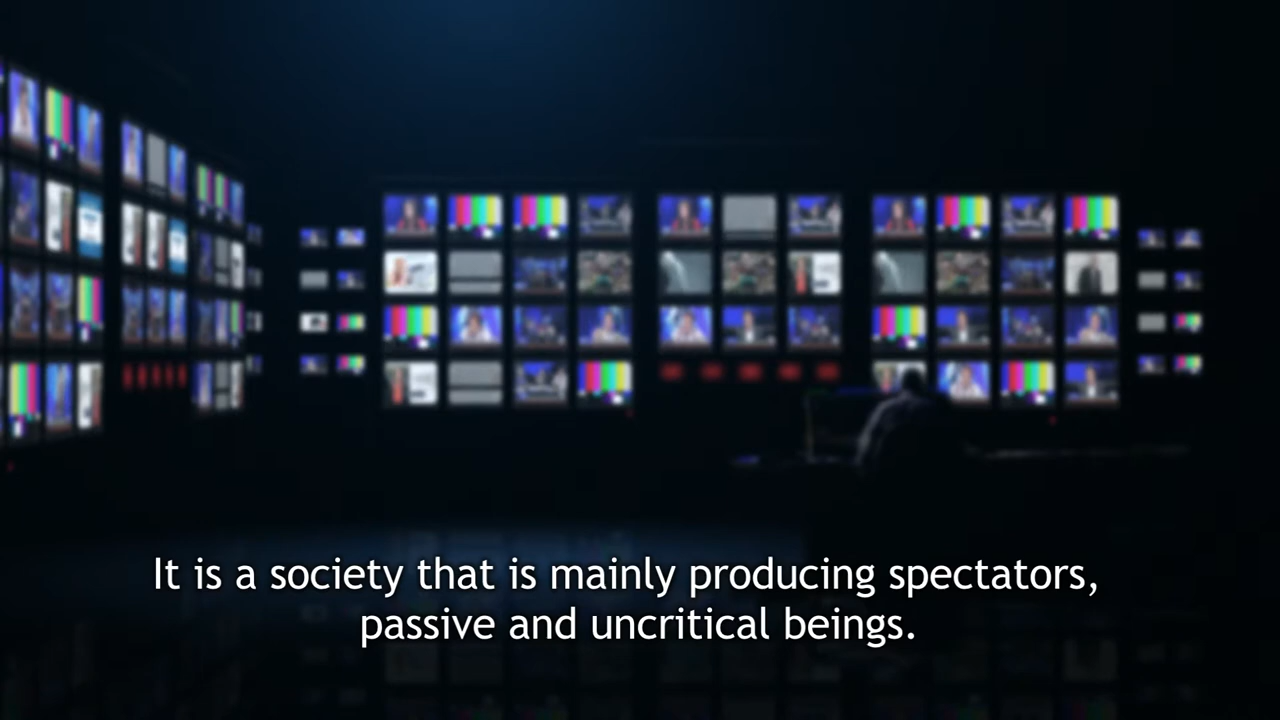 It is a society that is mainly producing spectators,
passive and uncritical beings.